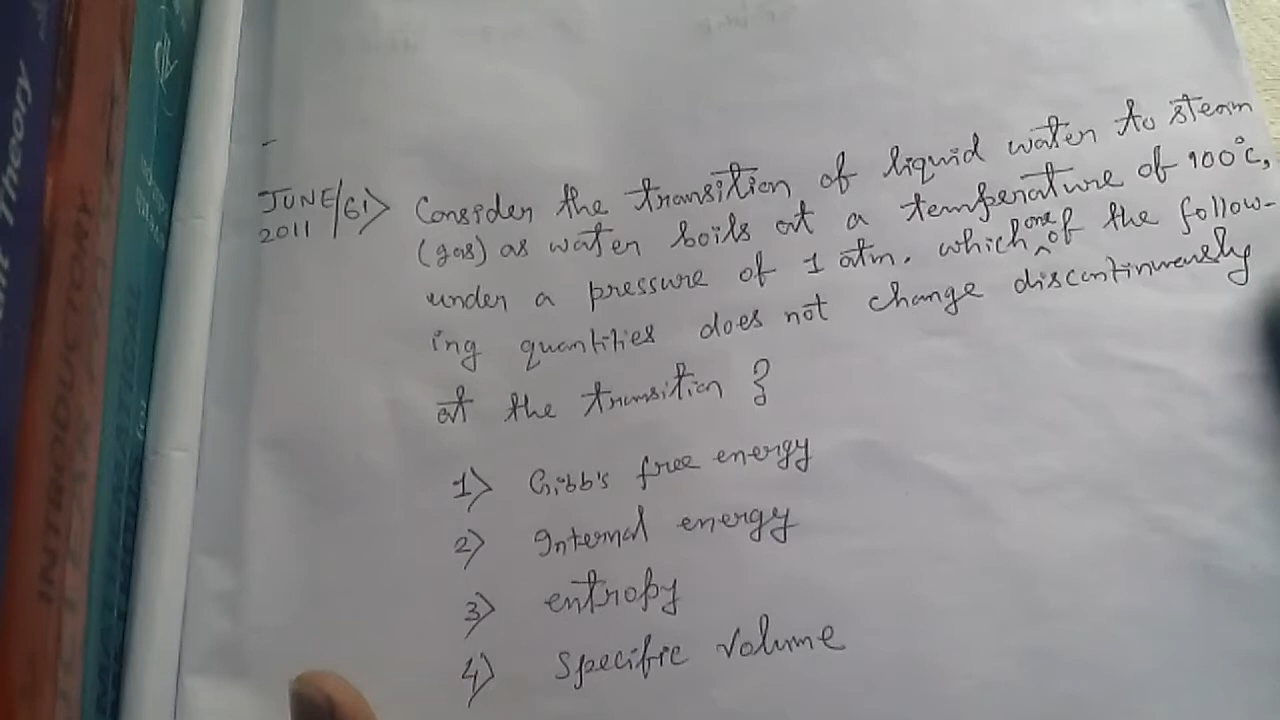 Theory
INTRODUCTORY
JUNE/61> Consider the transition of liquid water to steam
2011 (gas) as water boils at a temperature of 100°c,
under a pressure of 1 atm. which one of the follow-
ing quantities does not change discontinuously
at the transition ?
1> Gibb's free energy
2> Internal energy
3> entropy
4> Specific volume